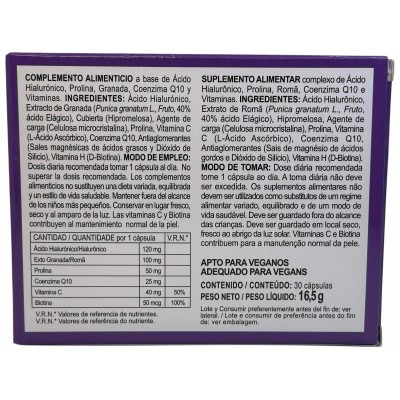 COMPLEMENTO ALIMENTICIO a base de Ácido
Hialurónico, Prolina, Granada, Coenzima Q10 y
Vitaminas. INGREDIENTES: Ácido Hialurónico,
Extracto de Granada (Punica granatum L., Fruto, 40%
ácido Elágico), Cubierta (Hipromelosa), Agente de
carga (Celulosa microcristalina), Prolina, Vitamina C
(L-Ácido Ascórbico), Coenzima Q10, Antiaglomerantes
(Sales magnésicas de ácidos grasos y Dióxido de
Silicio), Vitamina H (D-Biotina). MODO DE EMPLEO:
Dosis diaria recomendada tomar 1 cápsula al día. No
superar la dosis recomendada. Los complementos
alimenticios no sustituyen una dieta variada, equilibrada
y un estilo de vida saludable. Mantener fuera del alcance
de los niños más pequeños. Conservar en lugar fresco,
seco y al amparo de la luz. Las vitaminas C y Biotina
contribuyen al mantenimiento normal de la piel.
CANTIDAD / QUANTIDADE por 1 cápsula V.R.N.*
Ácido Hialurónico/Hialurônico 120 mg
Exto Granada/Romã 100 mg
Prolina 50 mg
Coenzima Q10 25 mg
Vitamina C 40 mg 50%
Biotina 50 mcg 100%
V.R.N.* Valores de referencia de nutrientes.
V.R.N.* Valores de referência de nutrientes.
SUPLEMENTO ALIMENTAR complexo de Ácido
Hialurônico, Prolina, Romã, Coenzima Q10 e
Vitaminas. INGREDIENTES: Ácido Hialurônico,
Extrato de Romã (Punica granatum L., Fruto,
40% ácido Elágico), Hipromelosa, Agente de
carga (Celulosa microcristalina), Prolina, Vitamina
C (L-Ácido Ascórbico), Coenzima Q10,
Antiaglomerantes (Sais de magnésio de ácidos
gordos e Dióxido de Silício), Vitamina H (D-Biotina).
MODO DE TOMAR: Dose diária recomendada
tomar 1 cápsula ao dia. A toma diária não
deve ser excedida. Os suplementos alimentares não
devem ser utilizados como substitutos de um regime
alimentar variado, equilibrado e de um modo de
vida saudável. Deve ser guardado fora do alcance
das crianças. Deve ser guardado em local seco,
fresco ao abrigo da luz solar. Vitaminas C e Biotina
contribuem para a manutenção normal da pele.
APTO PARA VEGANOS
ADEQUADO PARA VEGANS
CONTENIDO / CONTEÚDO: 30 cápsulas
PESO NETO / PESO LÍQUIDO: 16,5g
Lote y Consumir preferentemente antes del fin de: ver
lateral. / Lote e Consumir de preferência antes do fim
de: ver embalagem.